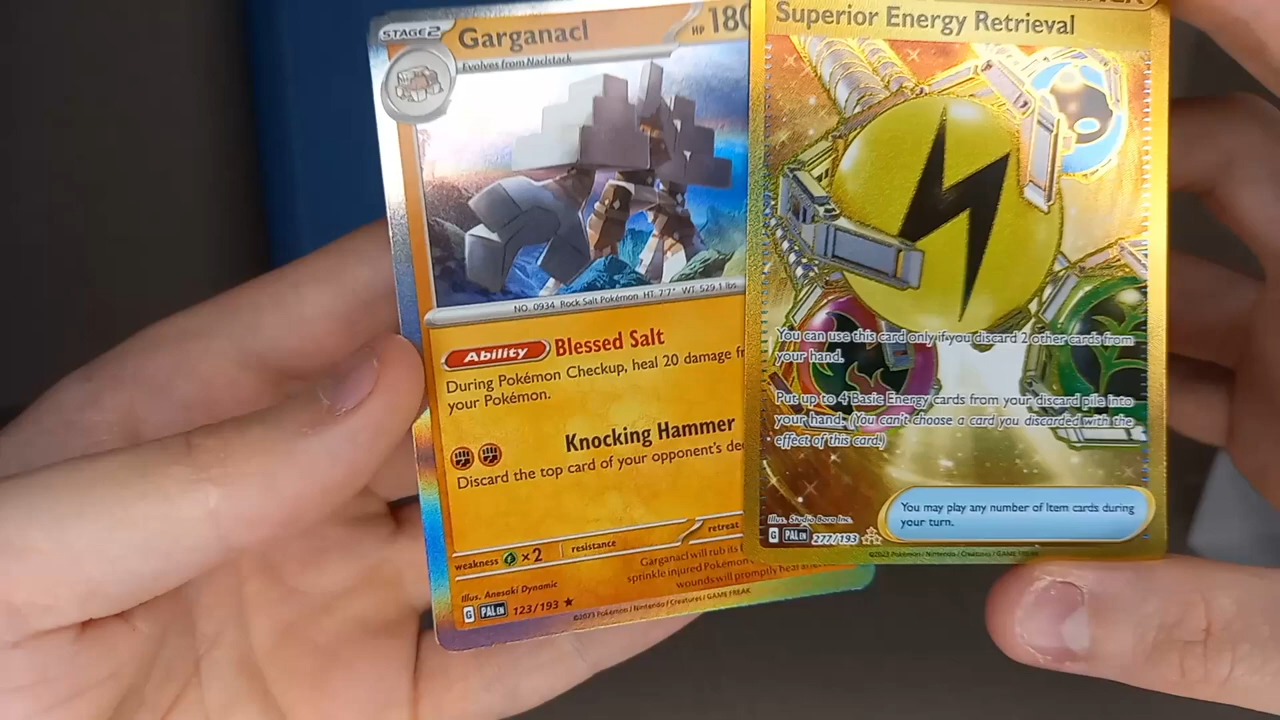 STAGE2
Garganacl
HP 180
Evolves from Naclstack
NO. 0934 Rock Salt Pokémon HT: 7'7" WT: 529.1 lbs
Ability Blessed Salt
During Pokémon Checkup, heal 20 damage
your Pokémon.
Knocking Hammer
Discard the top card of your opponent's
weakness ×2 resistance retreat
Garganacl will rub its
sprinkle injured Pokémon
wounds will promptly
Illus. Anesaki Dynamic
G PAL EN 123/193 ★
©2023 Pokémon / Nintendo / Creatures / GAME FREAK
Superior Energy Retrieval
You can use this card only if you discard 2 other cards from
your hand.
Put up to 4 Basic Energy cards from your discard pile into
your hand. (You can't choose a card you discarded with the
effect of this card.)
You may play any number of Item cards during
your turn.
Illus. Studio Bora Inc.
G PAL EN 277/193
©2023 Pokémon / Nintendo / Creatures / GAME FREAK